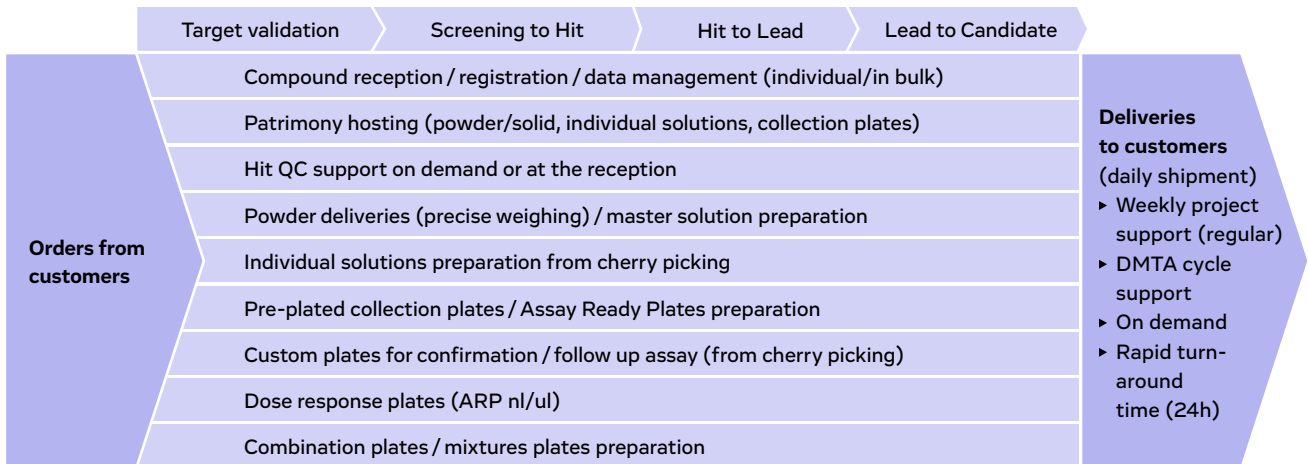 Target validation
Screening to Hit
Hit to Lead
Lead to Candidate
Orders from
customers
Compound reception / registration / data management (individual/in bulk)
Patrimony hosting (powder/solid, individual solutions, collection plates)
Hit QC support on demand or at the reception
Powder deliveries (precise weighing) / master solution preparation
Individual solutions preparation from cherry picking
Pre-plated collection plates / Assay Ready Plates preparation
Custom plates for confirmation / follow up assay (from cherry picking)
Dose response plates (ARP nl/ul)
Combination plates / mixtures plates preparation
Deliveries
to customers
(daily shipment)
▸ Weekly project
support (regular)
▸ DMTA cycle
support
▸ On demand
▸ Rapid turn-
around
time (24h)